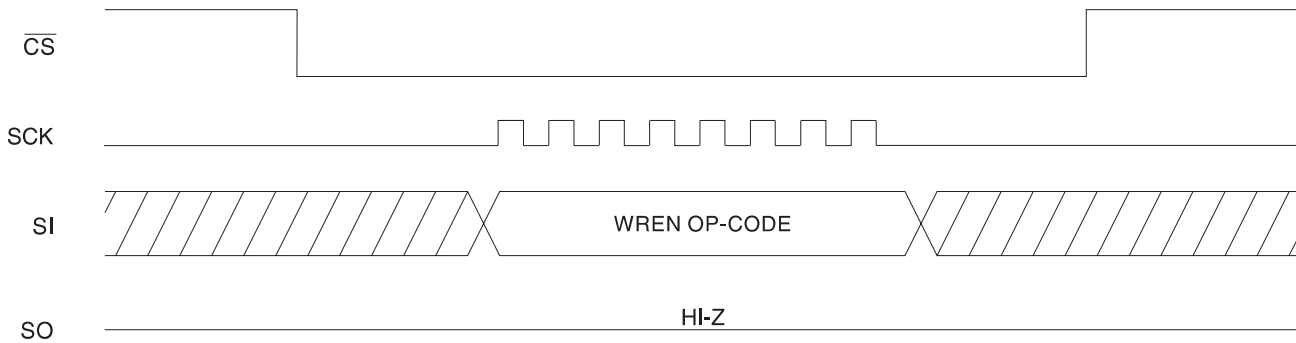 CS
SCK
SI
WREN OP-CODE
HI-Z
SO